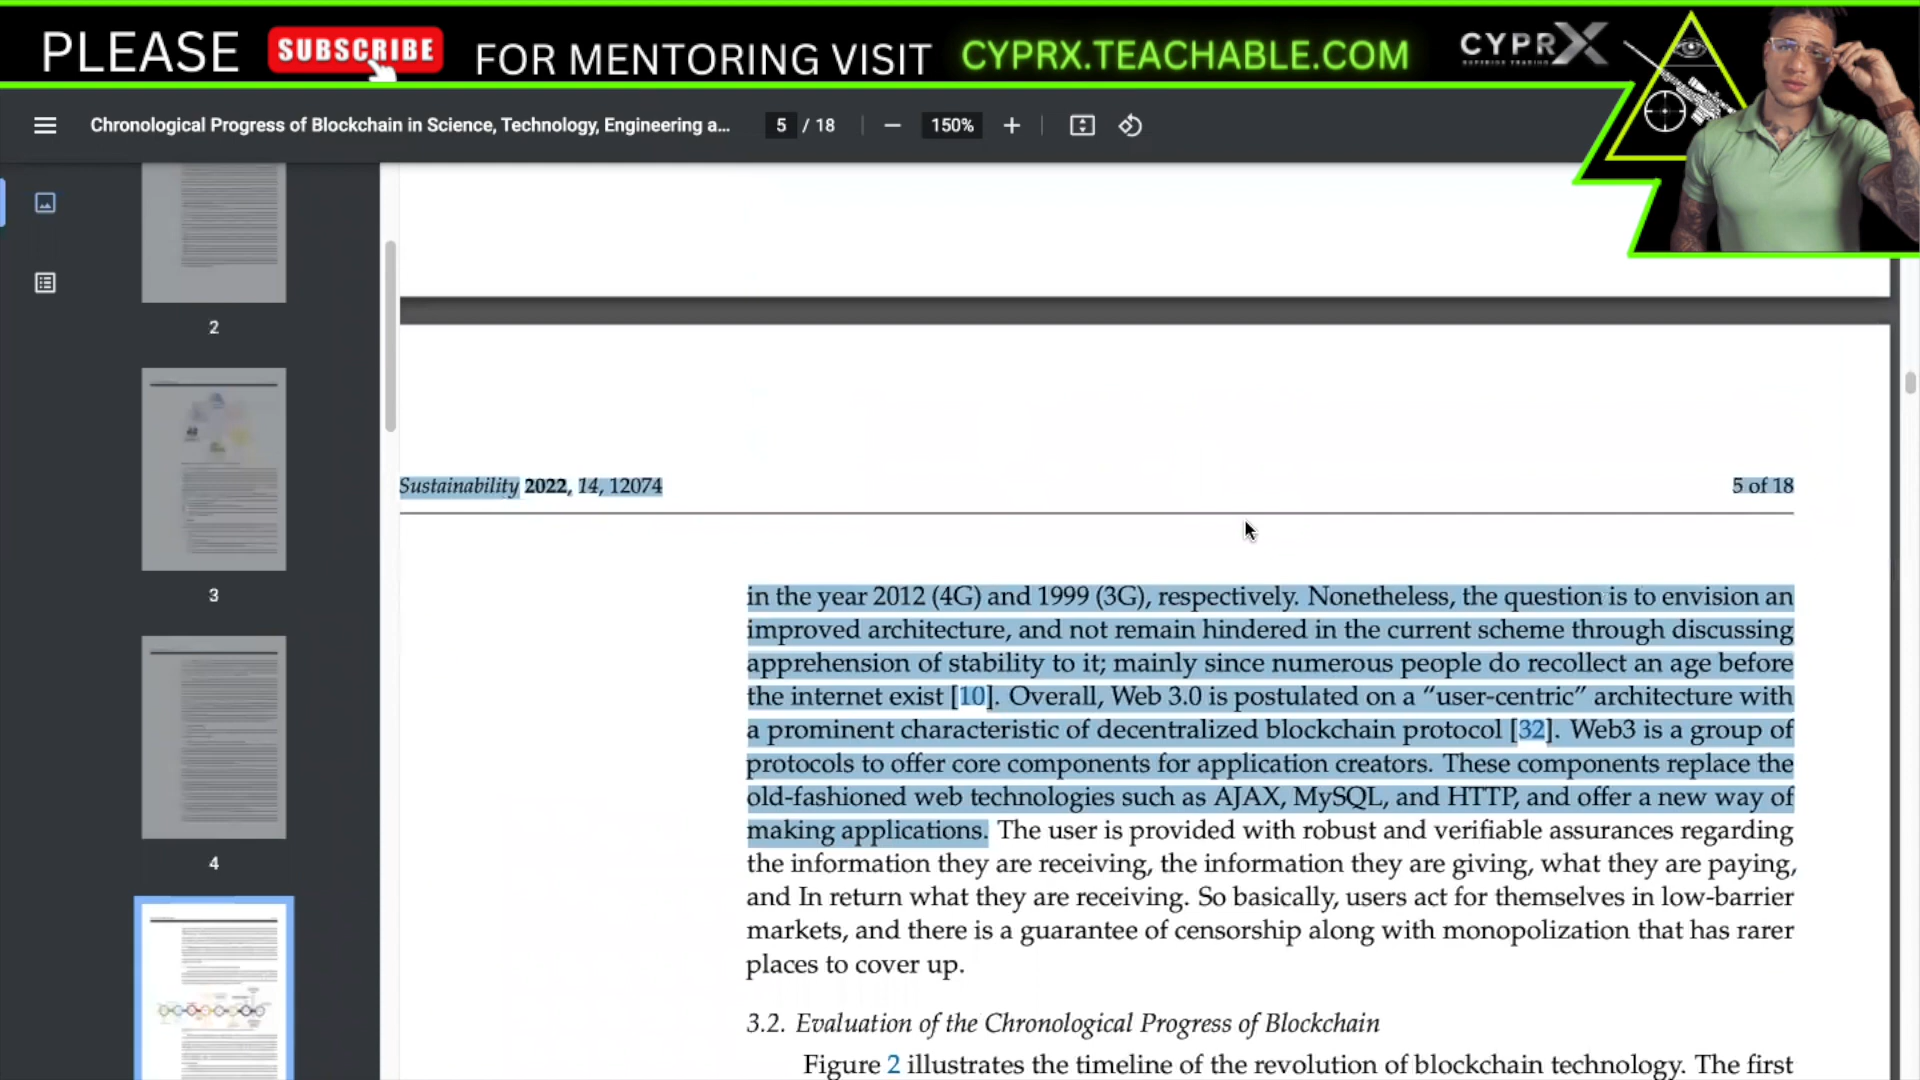 PLEASE SUBSCRIBE FOR MENTORING VISIT CYPRX.TEACHABLE.COM CYPRX
SUPERIOR TRADING
Chronological Progress of Blockchain in Science, Technology, Engineering a... 5 / 18 150%
2
3
4
Sustainability 2022, 14, 12074 5 of 18
in the year 2012 (4G) and 1999 (3G), respectively. Nonetheless, the question is to envision an
improved architecture, and not remain hindered in the current scheme through discussing
apprehension of stability to it; mainly since numerous people do recollect an age before
the internet exist [10]. Overall, Web 3.0 is postulated on a “user-centric” architecture with
a prominent characteristic of decentralized blockchain protocol [32]. Web3 is a group of
protocols to offer core components for application creators. These components replace the
old-fashioned web technologies such as AJAX, MySQL, and HTTP, and offer a new way of
making applications. The user is provided with robust and verifiable assurances regarding
the information they are receiving, the information they are giving, what they are paying,
and In return what they are receiving. So basically, users act for themselves in low-barrier
markets, and there is a guarantee of censorship along with monopolization that has rarer
places to cover up.
3.2. Evaluation of the Chronological Progress of Blockchain
Figure 2 illustrates the timeline of the revolution of blockchain technology. The first